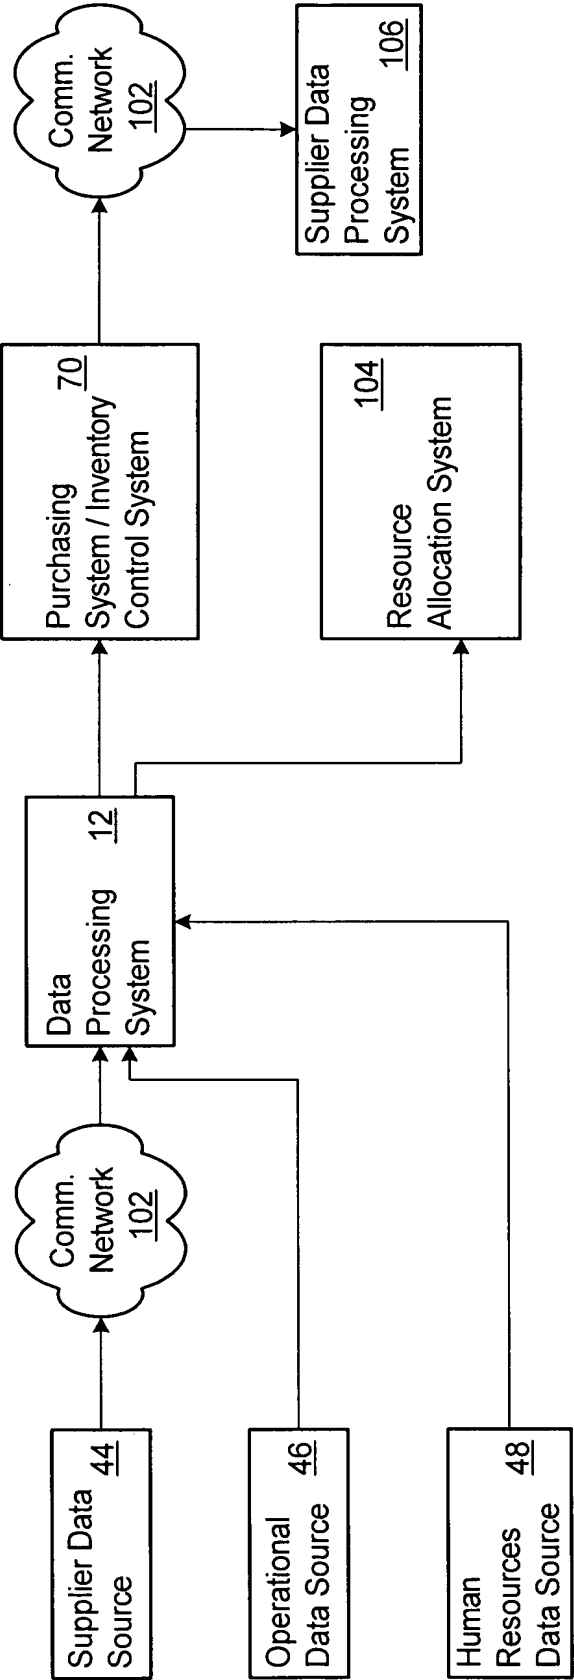 Supplier Data
Source
44
Operational
Data Source
46
Human
Resources
Data Source
48
Comm.
Network
102
Data
Processing
System
12
Purchasing
System / Inventory
Control System
70
Resource
Allocation System
104
Comm.
Network
102
Supplier Data
Processing
System
106